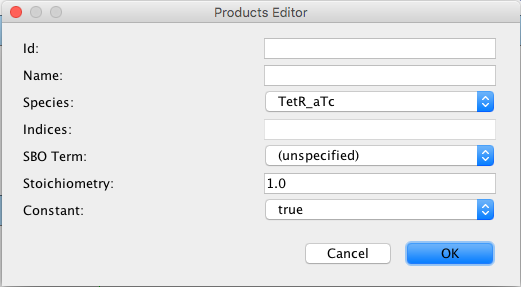 Products Editor
Id:
Name:
Species: TetR_aTc
Indices:
SBO Term: (unspecified)
Stoichiometry: 1.0
Constant: true
Cancel OK